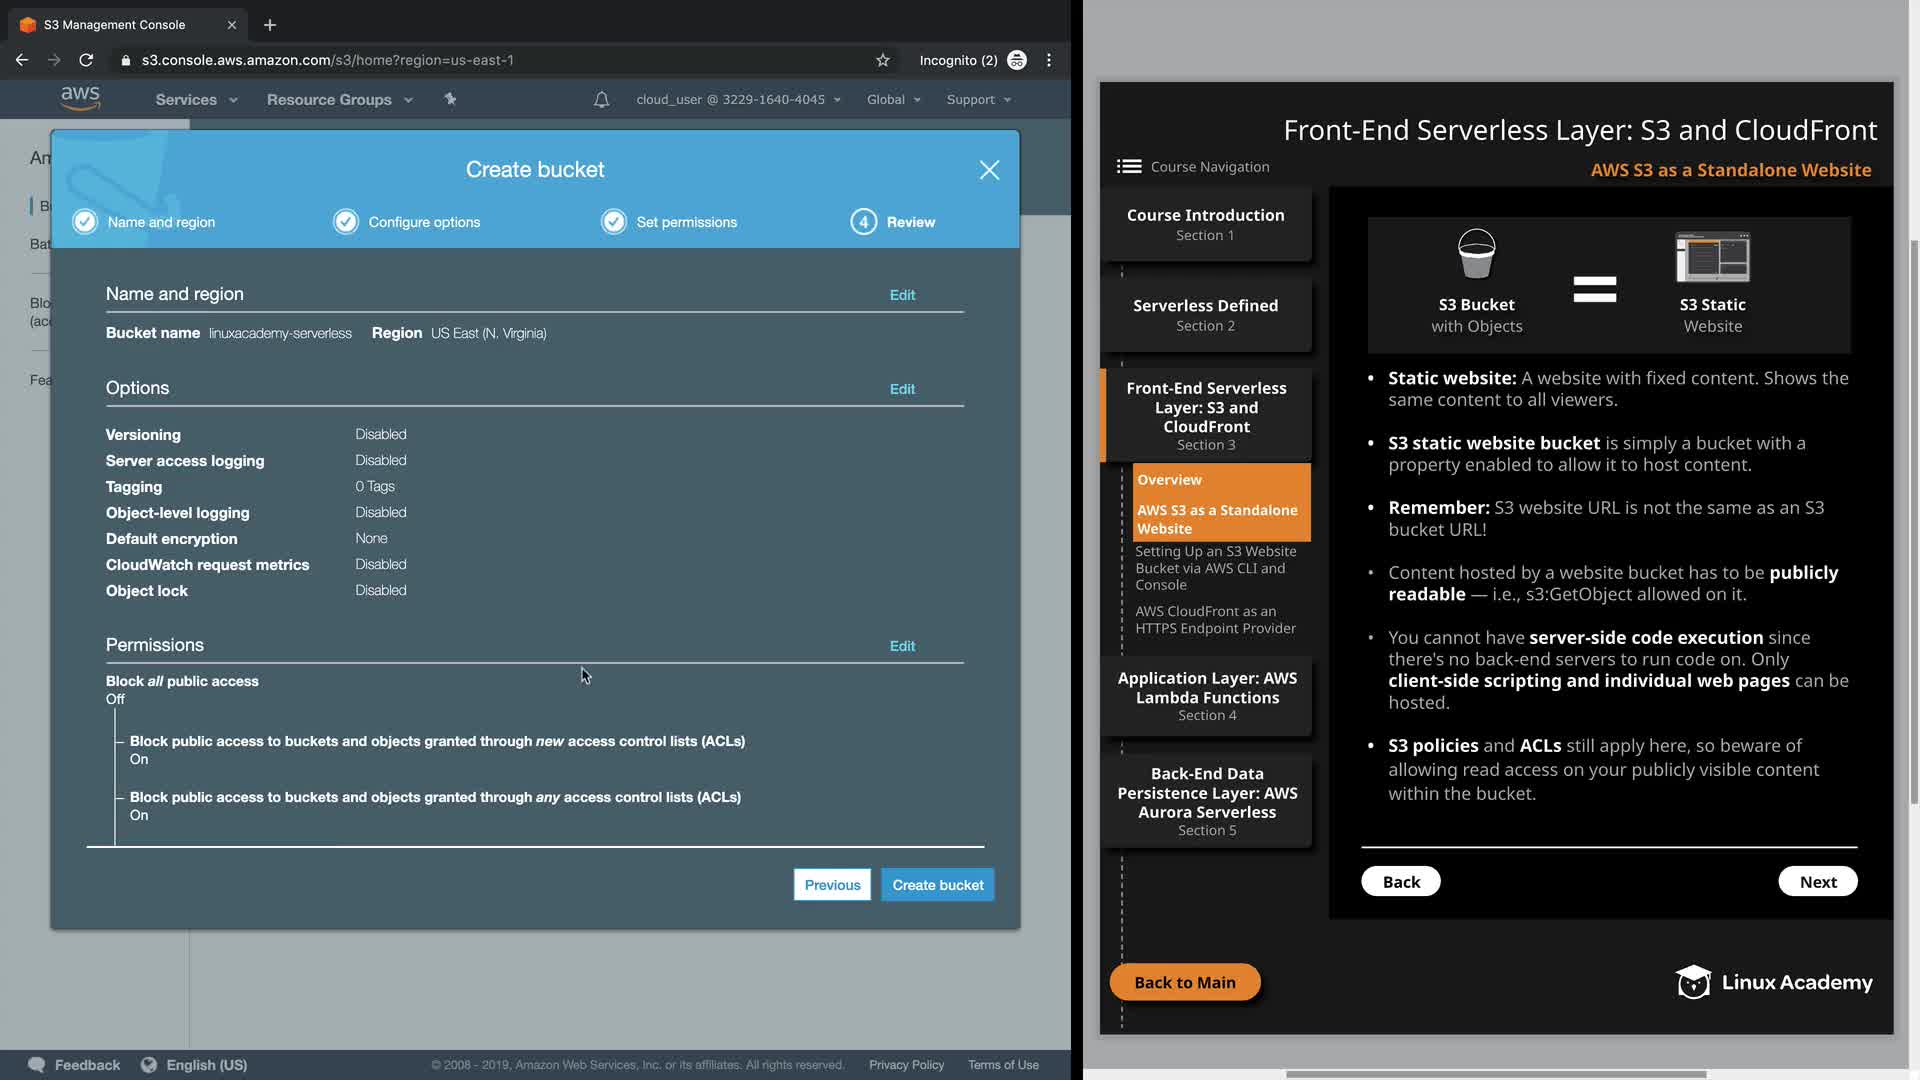 S3 Management Console
s3.console.aws.amazon.com/s3/home?region=us-east-1
Incognito (2)
aws
Services
Resource Groups
cloud_user @ 3229-1640-4045
Global
Support
Create bucket
Name and region
Configure options
Set permissions
4 Review
Name and region
Edit
Bucket name linuxacademy-serverless Region US East (N. Virginia)
Options
Edit
Versioning Disabled
Server access logging Disabled
Tagging 0 Tags
Object-level logging Disabled
Default encryption None
CloudWatch request metrics Disabled
Object lock Disabled
Permissions
Edit
Block all public access
Off
Block public access to buckets and objects granted through new access control lists (ACLs)
On
Block public access to buckets and objects granted through any access control lists (ACLs)
On
Previous
Create bucket
Feedback
English (US)
© 2008 - 2019, Amazon Web Services, Inc. or its affiliates. All rights reserved.
Privacy Policy
Terms of Use
Front-End Serverless Layer: S3 and CloudFront
Course Navigation
AWS S3 as a Standalone Website
Course Introduction
Section 1
Serverless Defined
Section 2
Front-End Serverless
Layer: S3 and
CloudFront
Section 3
Overview
AWS S3 as a Standalone
Website
Setting Up an S3 Website
Bucket via AWS CLI and
Console
AWS CloudFront as an
HTTPS Endpoint Provider
Application Layer: AWS
Lambda Functions
Section 4
Back-End Data
Persistence Layer: AWS
Aurora Serverless
Section 5
Back to Main
S3 Bucket
with Objects
S3 Static
Website
• Static website: A website with fixed content. Shows the
same content to all viewers.
• S3 static website bucket is simply a bucket with a
property enabled to allow it to host content.
• Remember: S3 website URL is not the same as an S3
bucket URL!
• Content hosted by a website bucket has to be publicly
readable — i.e., s3:GetObject allowed on it.
• You cannot have server-side code execution since
there's no back-end servers to run code on. Only
client-side scripting and individual web pages can be
hosted.
• S3 policies and ACLs still apply here, so beware of
allowing read access on your publicly visible content
within the bucket.
Back
Next
Linux Academy